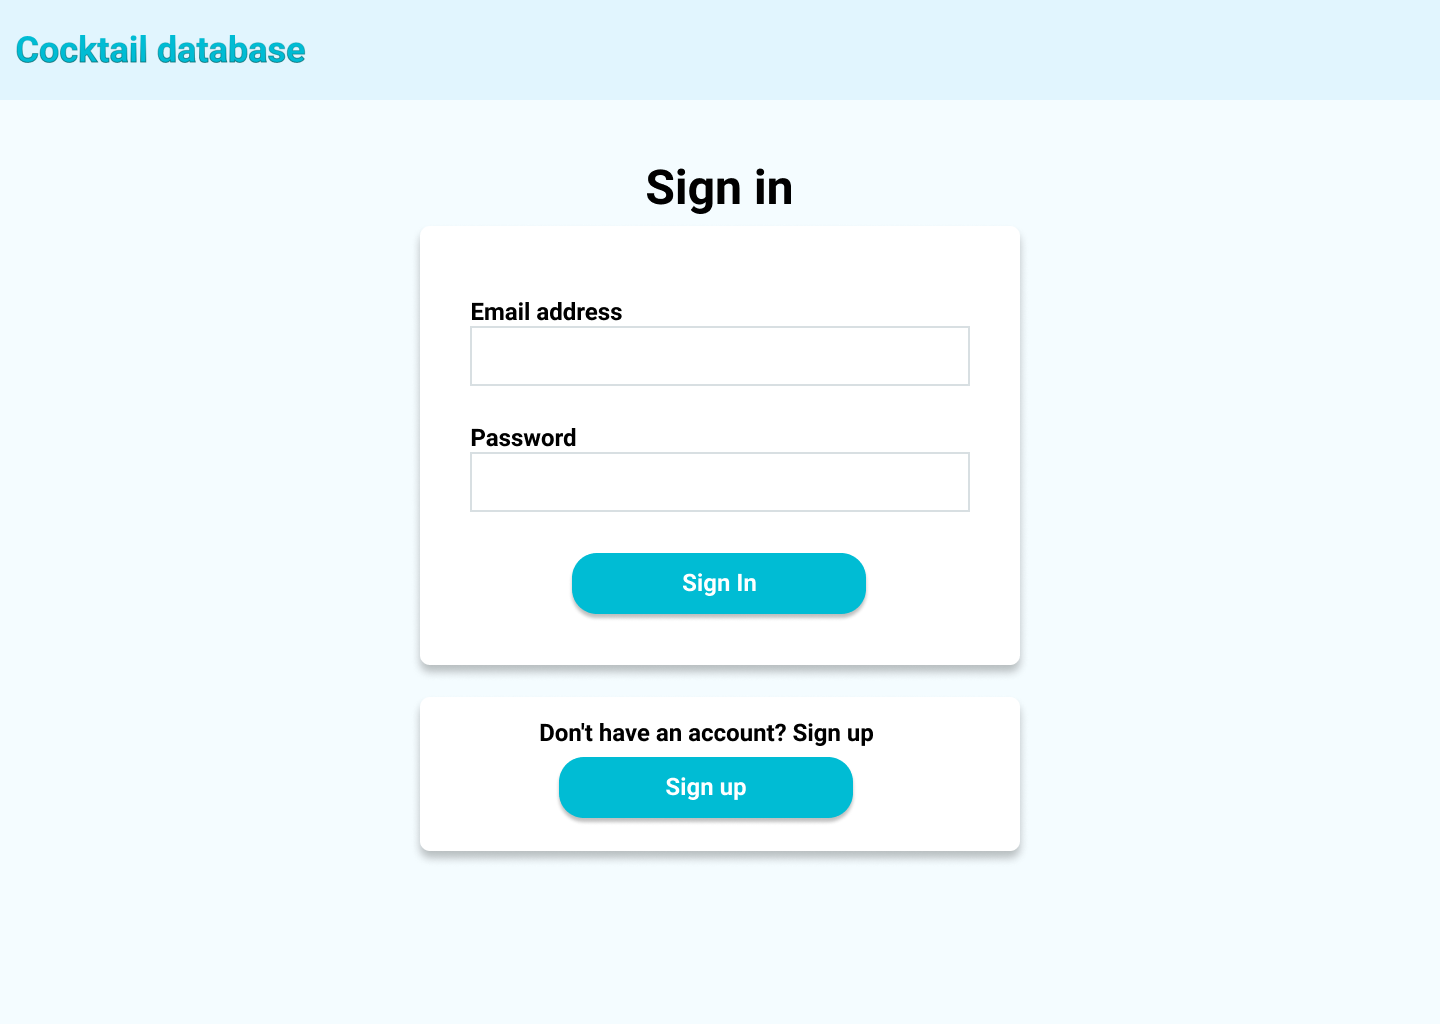 Cocktail database
Sign in
Email address
Password
Sign In
Don't have an account? Sign up
Sign up